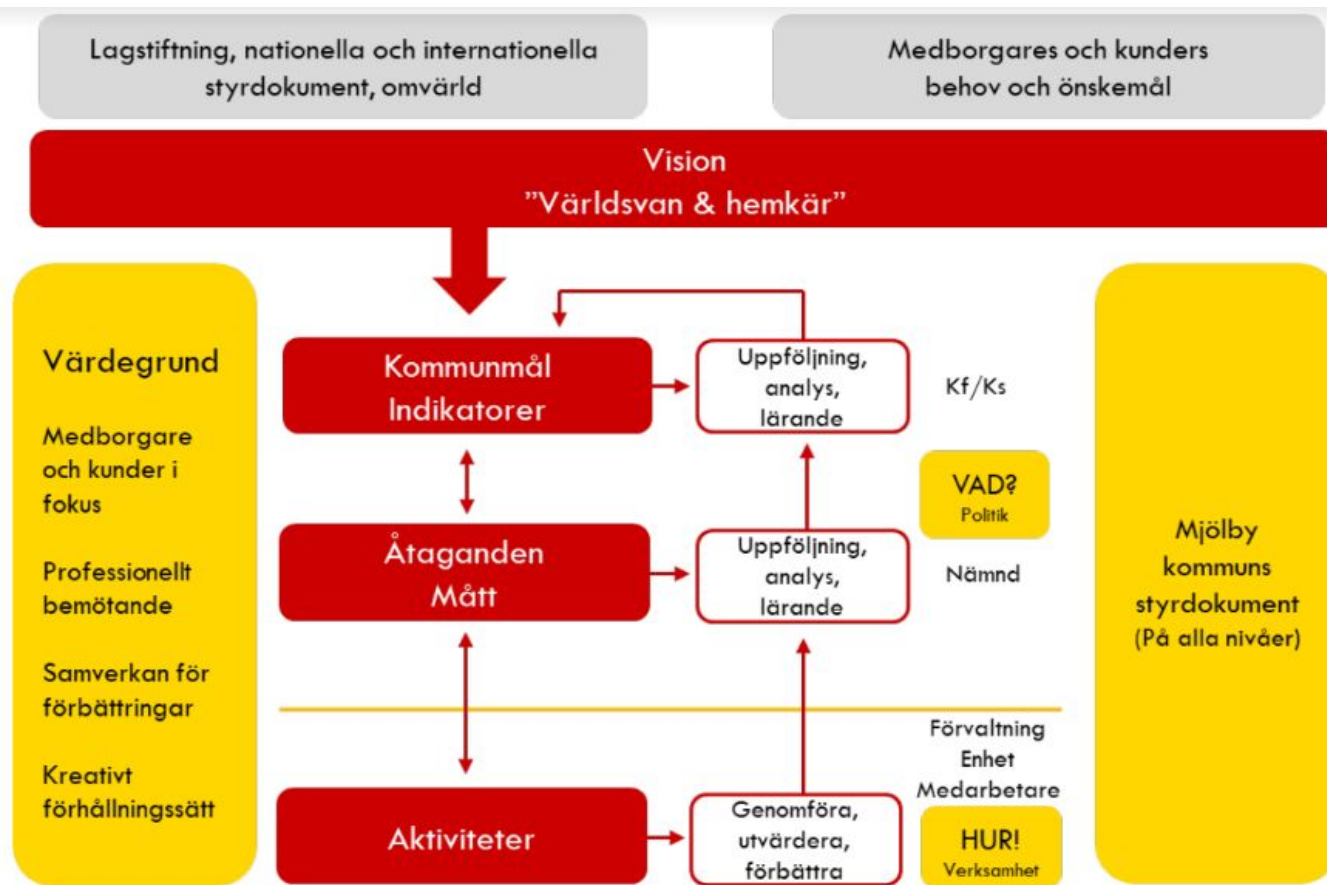 Lagstiftning, nationella och internationella
styrdokument, omvärld
Medborgares och kunders
behov och önskemål
Vision
”Världsvan & hemkär”
Värdegrund
Medborgare
och kunder i
fokus
Professionellt
bemötande
Samverkan för
förbättringar
Kreativt
förhållningssätt
Kommunmål
Indikatorer
Uppföljning,
analys,
lärande
Kf/Ks
VAD?
Politik
Åtaganden
Mått
Uppföljning,
analys,
lärande
Nämnd
Förvaltning
Enhet
Medarbetare
Aktiviteter
Genomföra,
utvärdera,
förbättra
HUR!
Verksamhet
Mjölby
kommuns
styrdokument
(På alla nivåer)